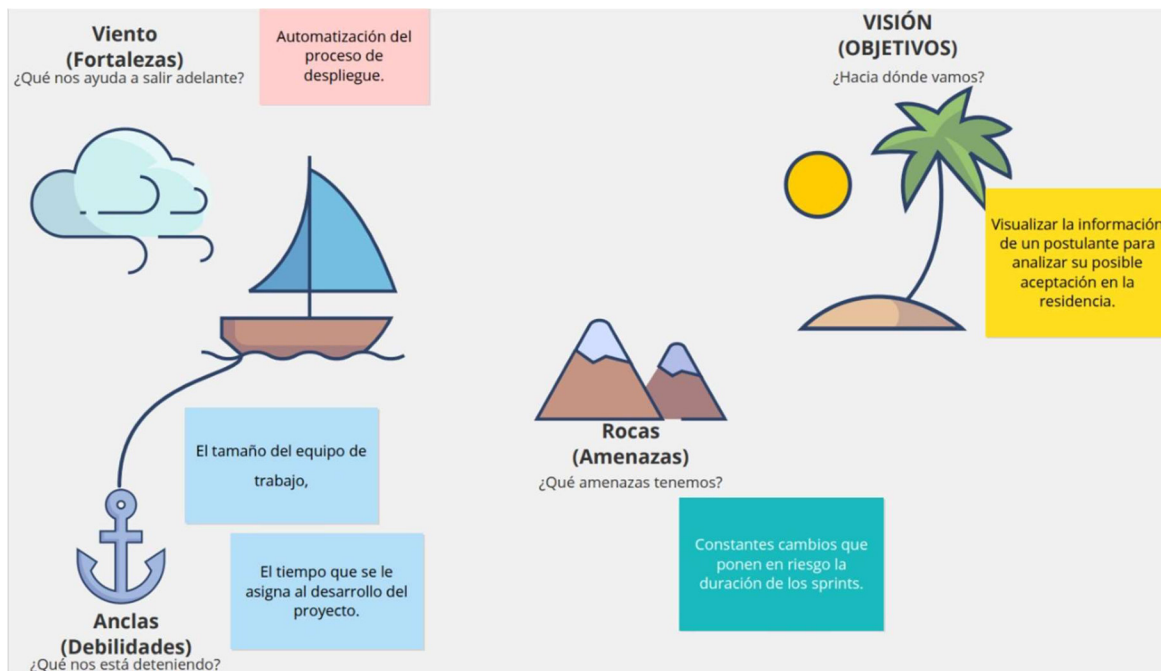 Viento
(Fortalezas)
¿Qué nos ayuda a salir adelante?
Automatización del
proceso de
despliegue.
VISIÓN
(OBJETIVOS)
¿Hacia dónde vamos?
Visualizar la información
de un postulante para
analizar su posible
aceptación en la
residencia.
El tamaño del equipo de
trabajo,
El tiempo que se le
asigna al desarrollo del
proyecto.
Anclas
(Debilidades)
¿Qué nos está deteniendo?
Rocas
(Amenazas)
¿Qué amenazas tenemos?
Constantes cambios que
ponen en riesgo la
duración de los sprints.